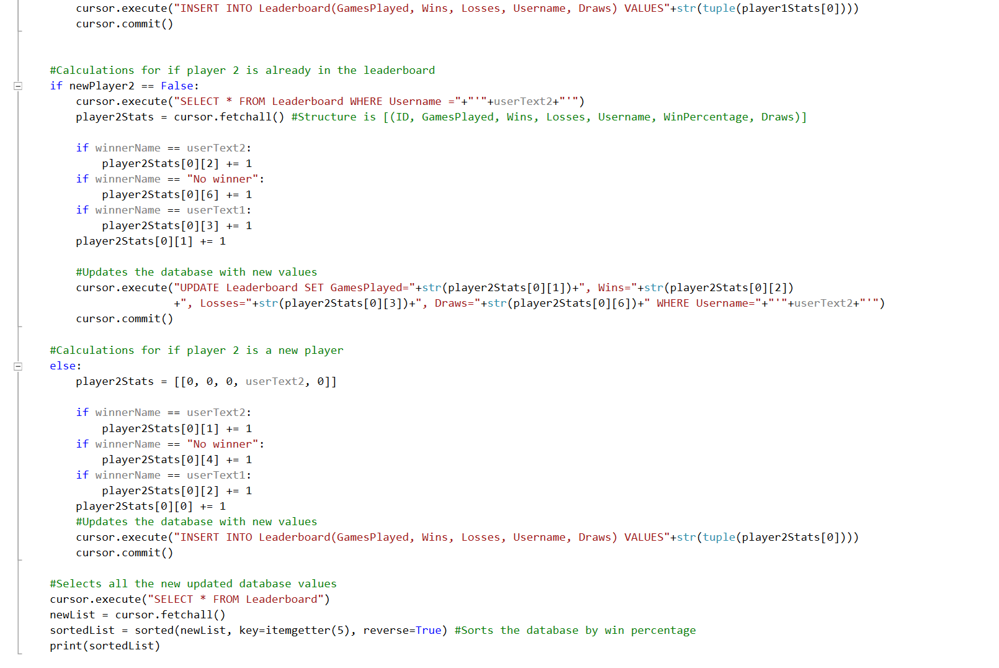 cursor.execute("INSERT INTO Leaderboard(GamesPlayed, Wins, Losses, Username, Draws) VALUES"+str(tuple(player1Stats[0])))
cursor.commit()
#Calculations for if player 2 is already in the leaderboard
if newPlayer2 == False:
cursor.execute("SELECT * FROM Leaderboard WHERE Username ="+"'"+userText2+"'")
player2Stats = cursor.fetchall() #Structure is [(ID, GamesPlayed, Wins, Losses, Username, WinPercentage, Draws)]
if winnerName == userText2:
player2Stats[0][2] += 1
if winnerName == "No winner":
player2Stats[0][6] += 1
if winnerName == userText1:
player2Stats[0][3] += 1
player2Stats[0][1] += 1
#Updates the database with new values
cursor.execute("UPDATE Leaderboard SET GamesPlayed="+str(player2Stats[0][1])+", Wins="+str(player2Stats[0][2])
+", Losses="+str(player2Stats[0][3])+", Draws="+str(player2Stats[0][6])+" WHERE Username="+"'"+userText2+"'")
cursor.commit()
#Calculations for if player 2 is a new player
else:
player2Stats = [[0, 0, 0, userText2, 0]]
if winnerName == userText2:
player2Stats[0][1] += 1
if winnerName == "No winner":
player2Stats[0][4] += 1
if winnerName == userText1:
player2Stats[0][2] += 1
player2Stats[0][0] += 1
#Updates the database with new values
cursor.execute("INSERT INTO Leaderboard(GamesPlayed, Wins, Losses, Username, Draws) VALUES"+str(tuple(player2Stats[0])))
cursor.commit()
#Selects all the new updated database values
cursor.execute("SELECT * FROM Leaderboard")
newList = cursor.fetchall()
sortedList = sorted(newList, key=itemgetter(5), reverse=True) #Sorts the database by win percentage
print(sortedList)